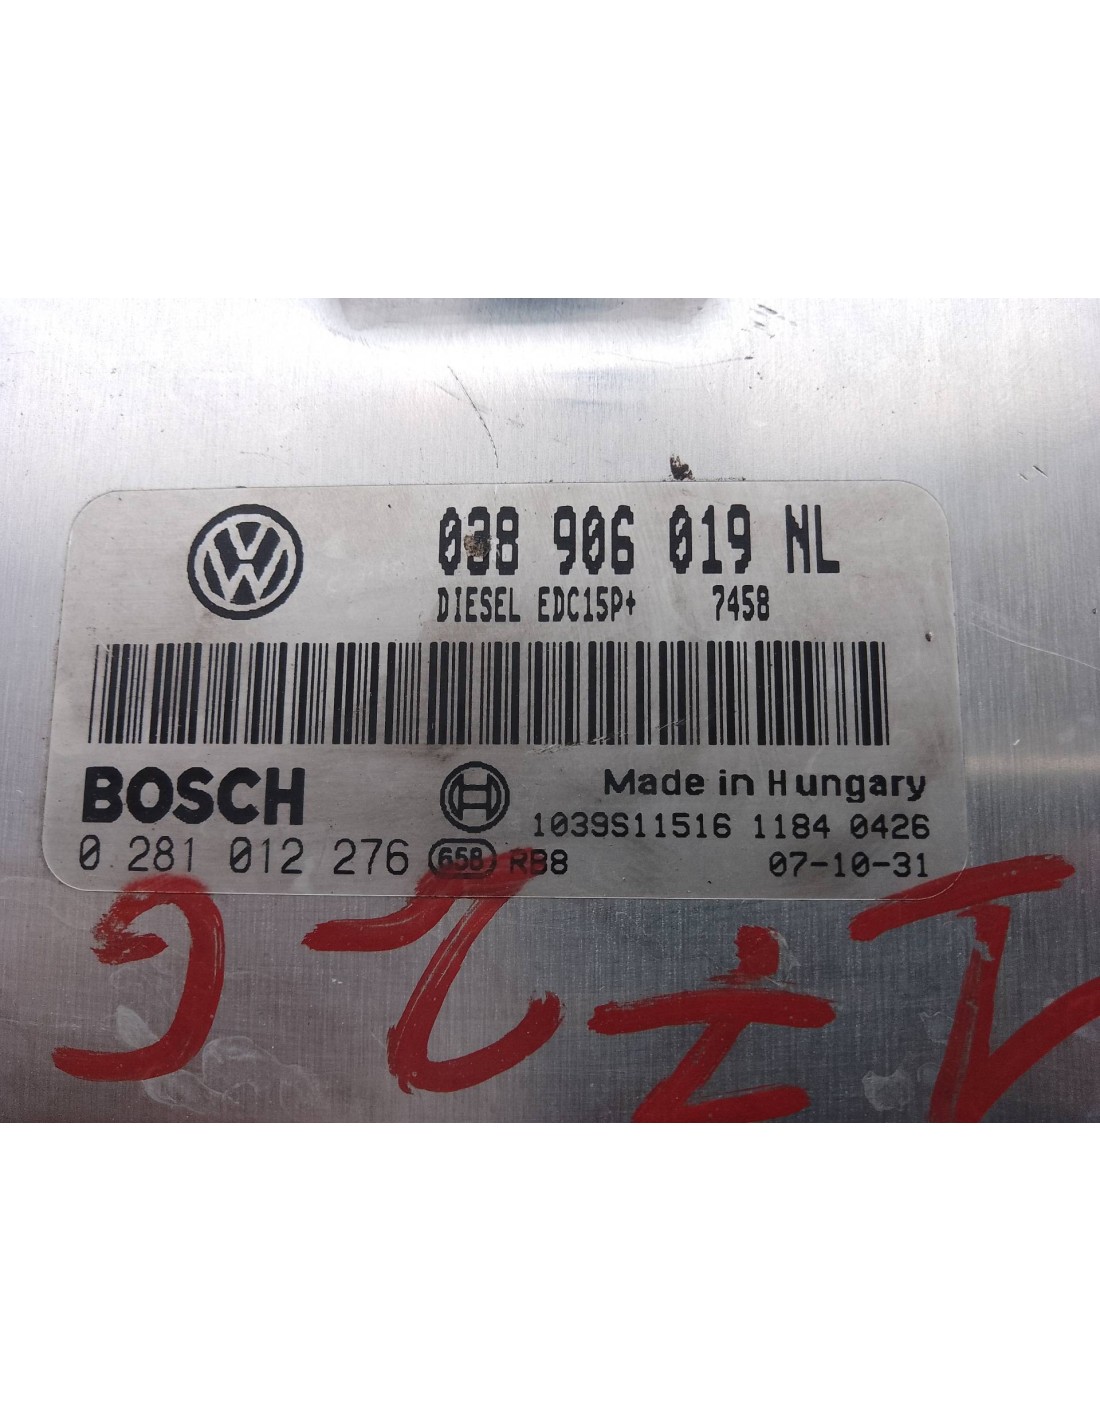 038 906 019 NL
DIESEL EDC15P+ 7458
BOSCH
Made in Hungary
1039S11516 1184 0426
0 281 012 276 658 RB8 07-10-31